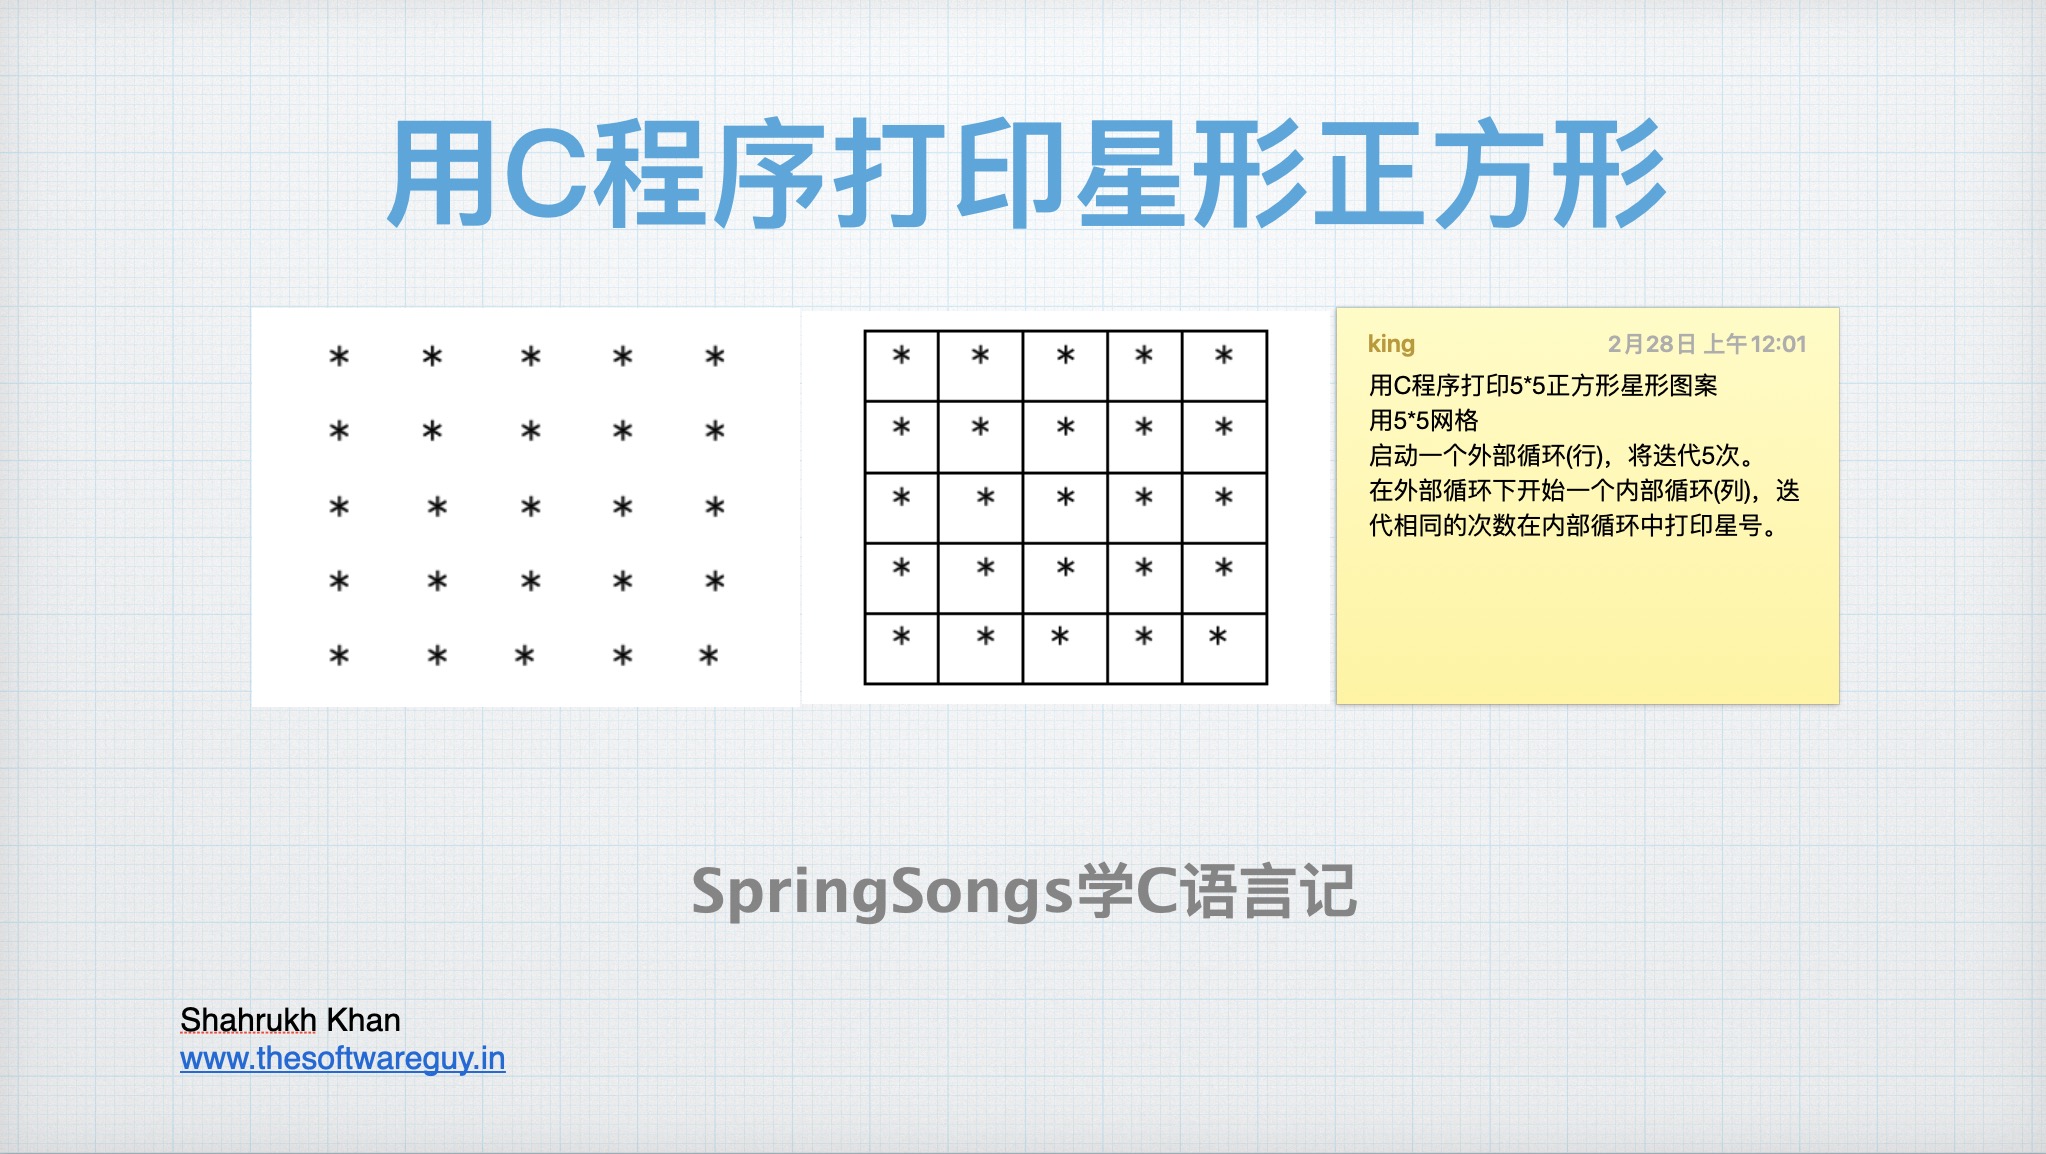 用C程序打印星形正方形
* * * * *
* * * * *
* * * * *
* * * * *
* * * * *
* * * * *
* * * * *
* * * * *
* * * * *
* * * * *
king 2月28日 上午12:01
用C程序打印5*5正方形星形图案
用5*5网格
启动一个外部循环(行)，将迭代5次。
在外部循环下开始一个内部循环(列)，迭
代相同的次数在内部循环中打印星号。
SpringSongs学C语言记
Shahrukh Khan
www.thesoftwareguy.in